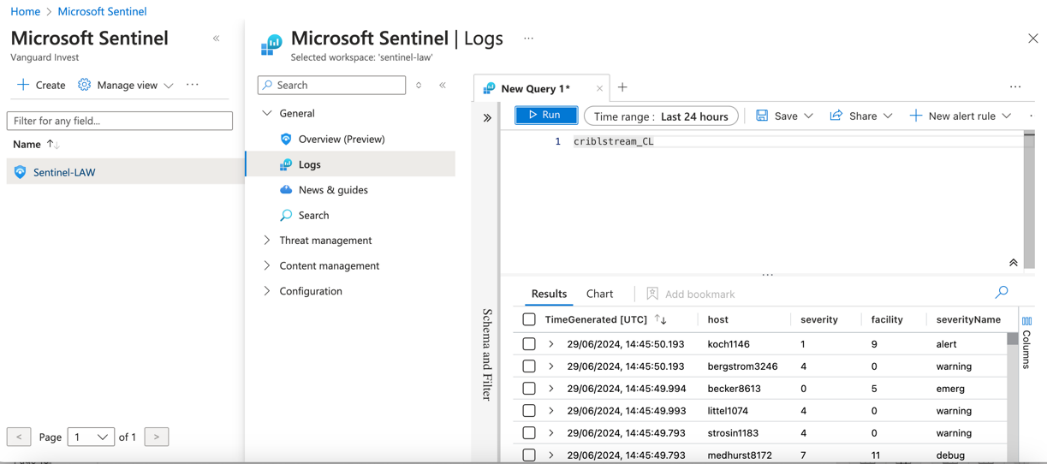 Home > Microsoft Sentinel
Microsoft Sentinel «
Vanguard Invest
+ Create Manage view ...
Filter for any field...
Name ↑↓
Sentinel-LAW
< Page 1 of 1 >
Microsoft Sentinel | Logs ...
Selected workspace: 'sentinel-law'
Search «
General
Overview (Preview)
Logs
News & guides
Search
Threat management
Content management
Configuration
New Query 1* × + ...
» Run Time range : Last 24 hours Save Share + New alert rule
1 criblstream_CL
...
Schema and Filter
Results Chart Add bookmark
TimeGenerated [UTC] ↑↓ host severity facility severityName
29/06/2024, 14:45:50.193 koch1146 1 9 alert
29/06/2024, 14:45:50.193 bergstrom3246 4 0 warning
29/06/2024, 14:45:49.994 becker8613 0 5 emerg
29/06/2024, 14:45:49.993 littel1074 4 0 warning
29/06/2024, 14:45:49.793 strosin1183 4 0 warning
29/06/2024, 14:45:49.793 medhurst8172 7 11 debug
Columns